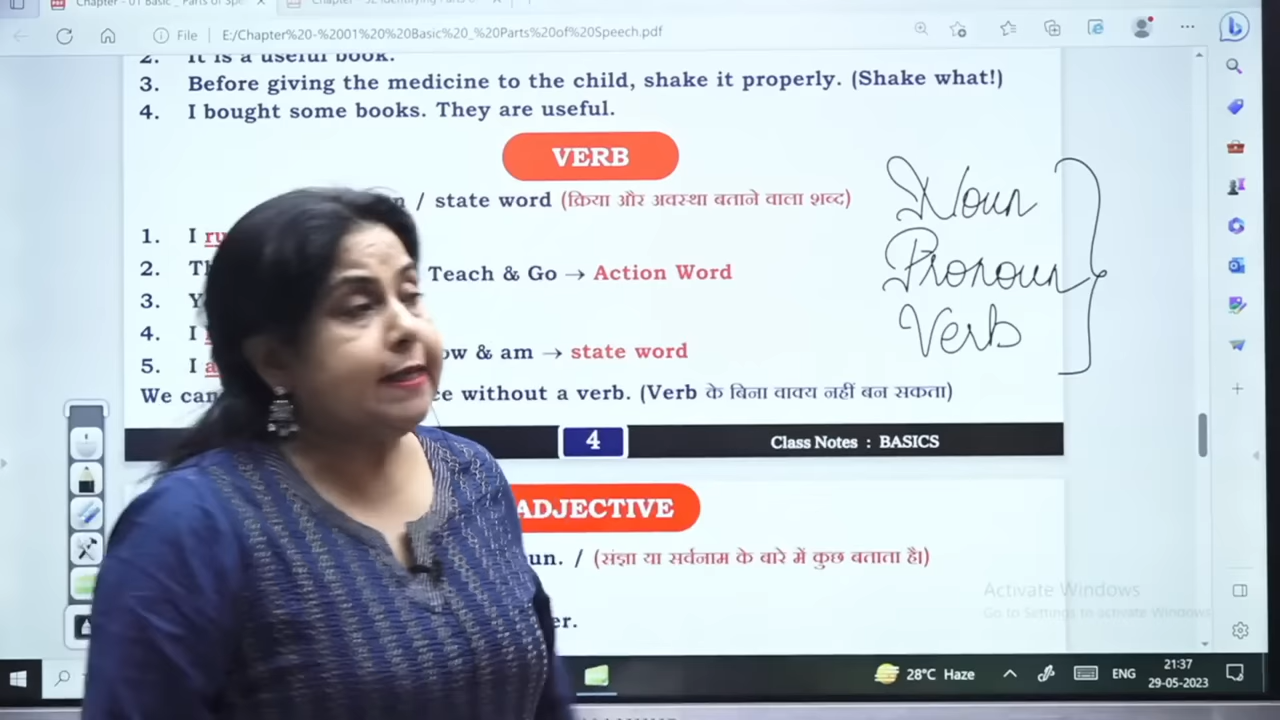 Chapter - 01 Basic _ Parts of Spe
File
E:/Chapter%20-%2001%20%20Basic%20_%20Parts%20of%20Speech.pdf
2. It is a useful book.
3. Before giving the medicine to the child, shake it properly. (Shake what!)
4. I bought some books. They are useful.
VERB
/ state word (क्रिया और अवस्था बताने वाला शब्द)
1. I ru
2. T
Teach & Go → Action Word
3. Y
4. I
ow & am → state word
5. I a
We can
ce without a verb. (Verb के बिना वाक्य नहीं बन सकता)
Noun
Pronoun
Verb
4
Class Notes : BASICS
ADJECTIVE
un. / (संज्ञा या सर्वनाम के बारे में कुछ बताता है।)
er.
Activate Windows
Go to Settings to activate Windows
28°C Haze
ENG
21:37
29-05-2023